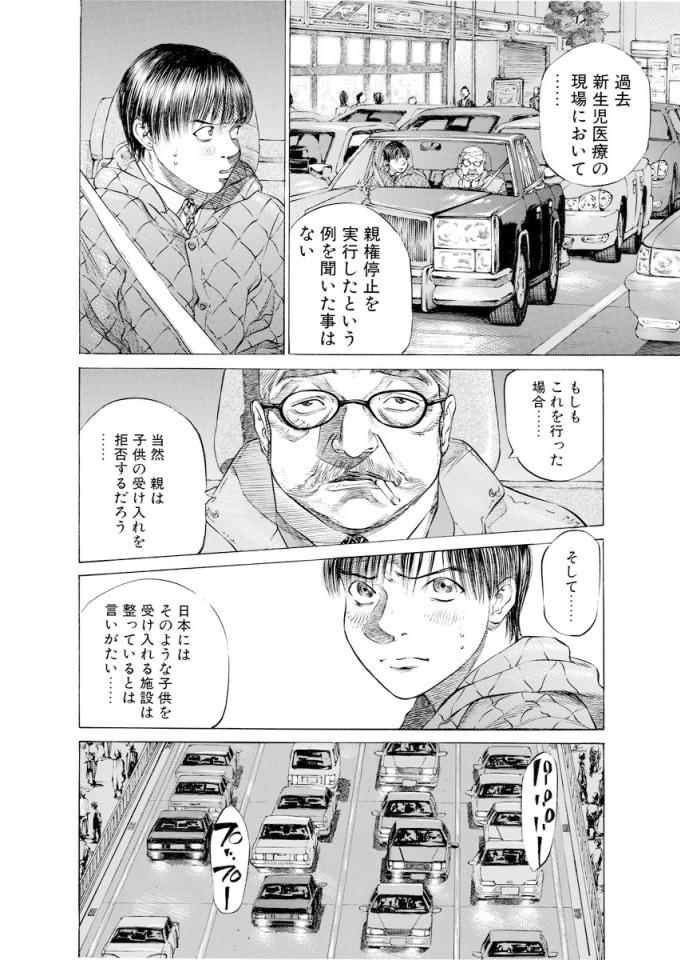 過去
新生児医療の
現場において
……
親権停止を
実行したという
例を聞いた事は
ない
もしも
これを行った
場合……
当然 親は
子供の受け入れを
拒否するだろう
……
そして……
日本には
そのような子供を
受け入れる施設は
整っているとは
言いがたい……
パパパーパパー
プップー